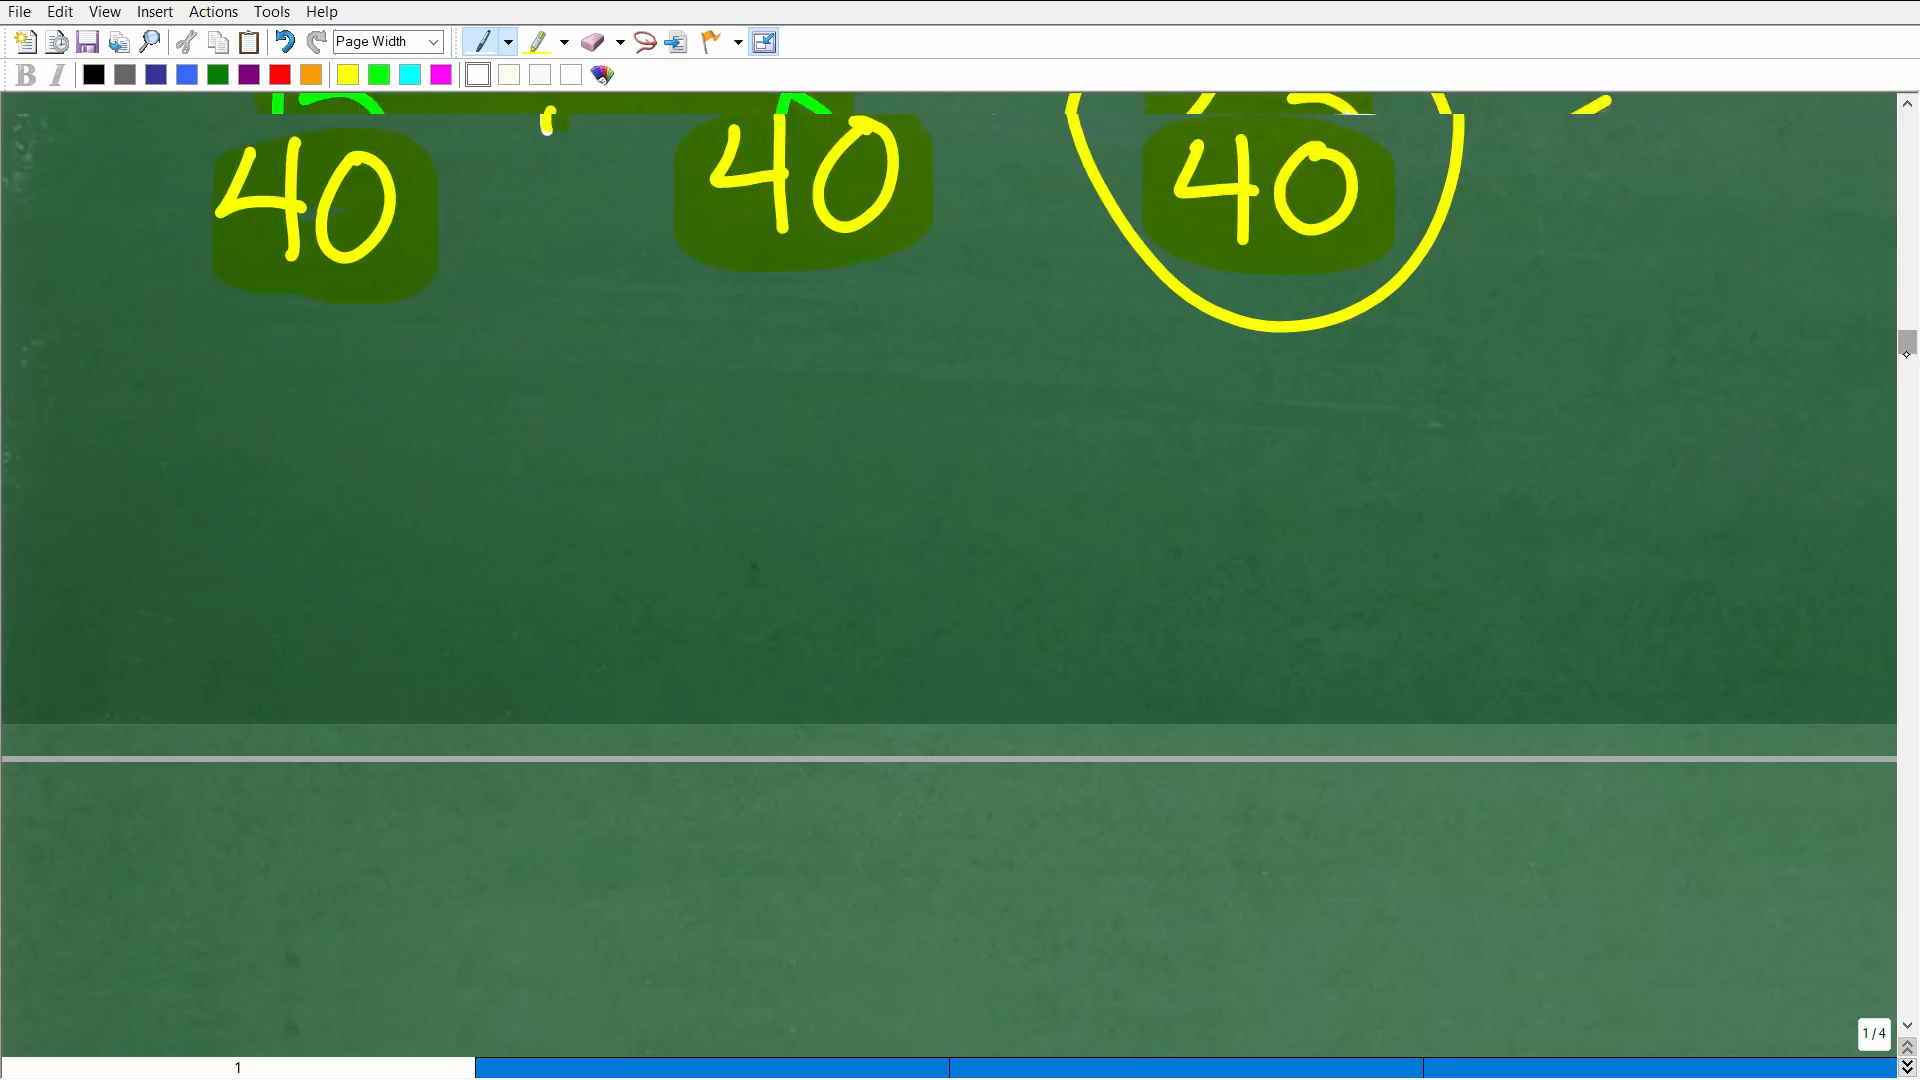 File Edit View Insert Actions Tools Help
Page Width
B I
40 40 40
1 / 4
1